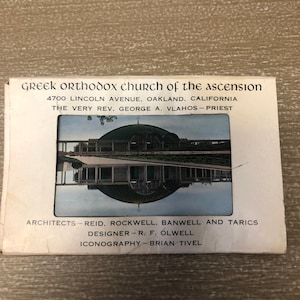 Greek Orthodox Church of the Ascension
4700 LINCOLN AVENUE, OAKLAND, CALIFORNIA
THE VERY REV. GEORGE A. VLAHOS – PRIEST
ARCHITECTS – REID, ROCKWELL, BANWELL AND TARICS
DESIGNER – R. F. OLWELL
ICONOGRAPHY – BRIAN TIVEL